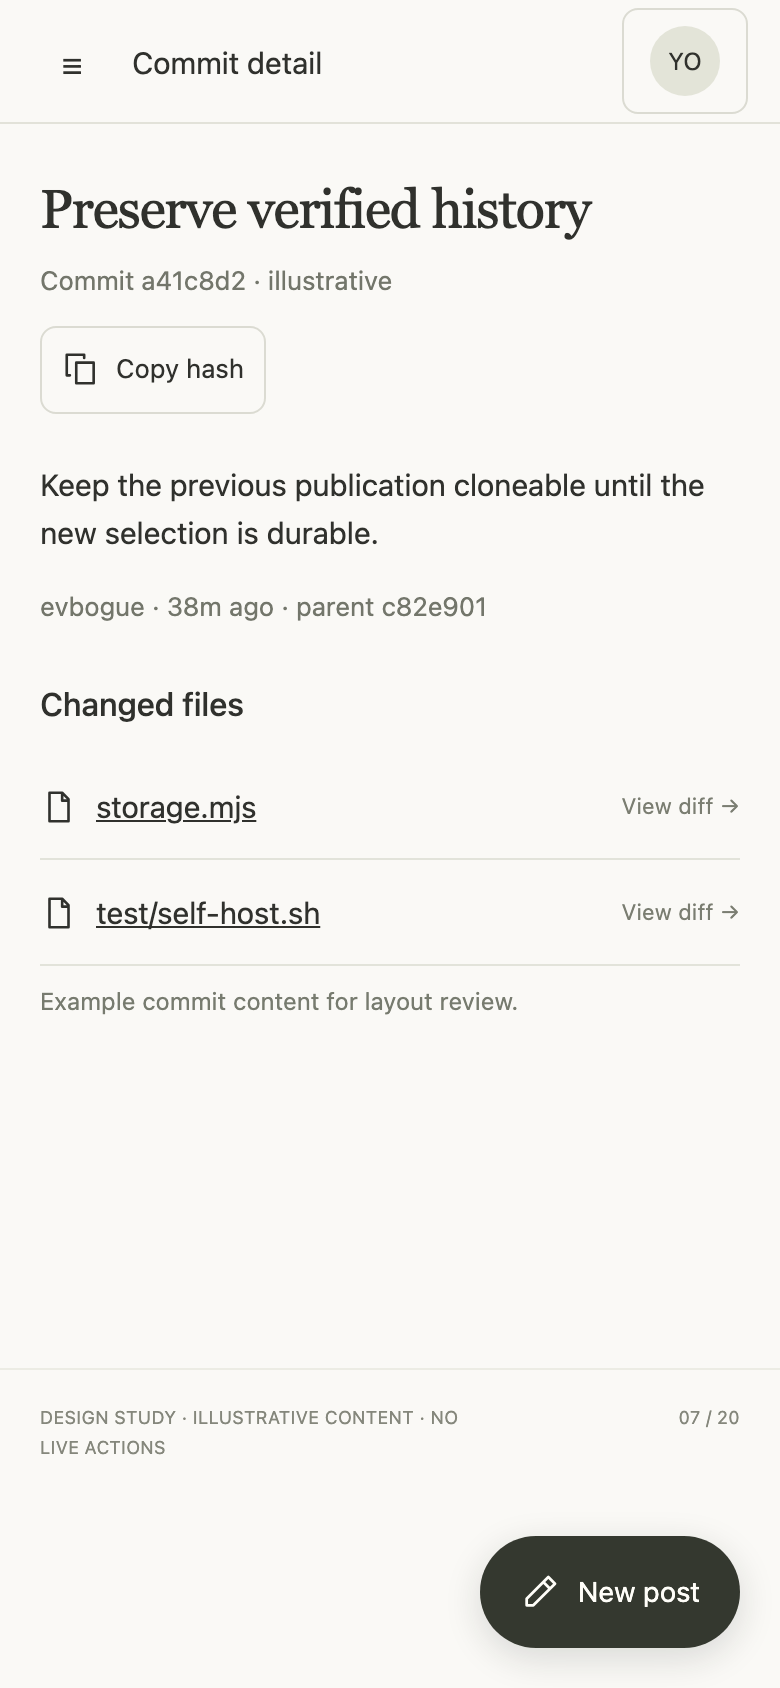 Commit detail
YO
Preserve verified history
Commit a41c8d2 · illustrative
Copy hash
Keep the previous publication cloneable until the
new selection is durable.
evbogue · 38m ago · parent c82e901
Changed files
storage.mjs
View diff →
test/self-host.sh
View diff →
Example commit content for layout review.
DESIGN STUDY · ILLUSTRATIVE CONTENT · NO
LIVE ACTIONS
07 / 20
New post